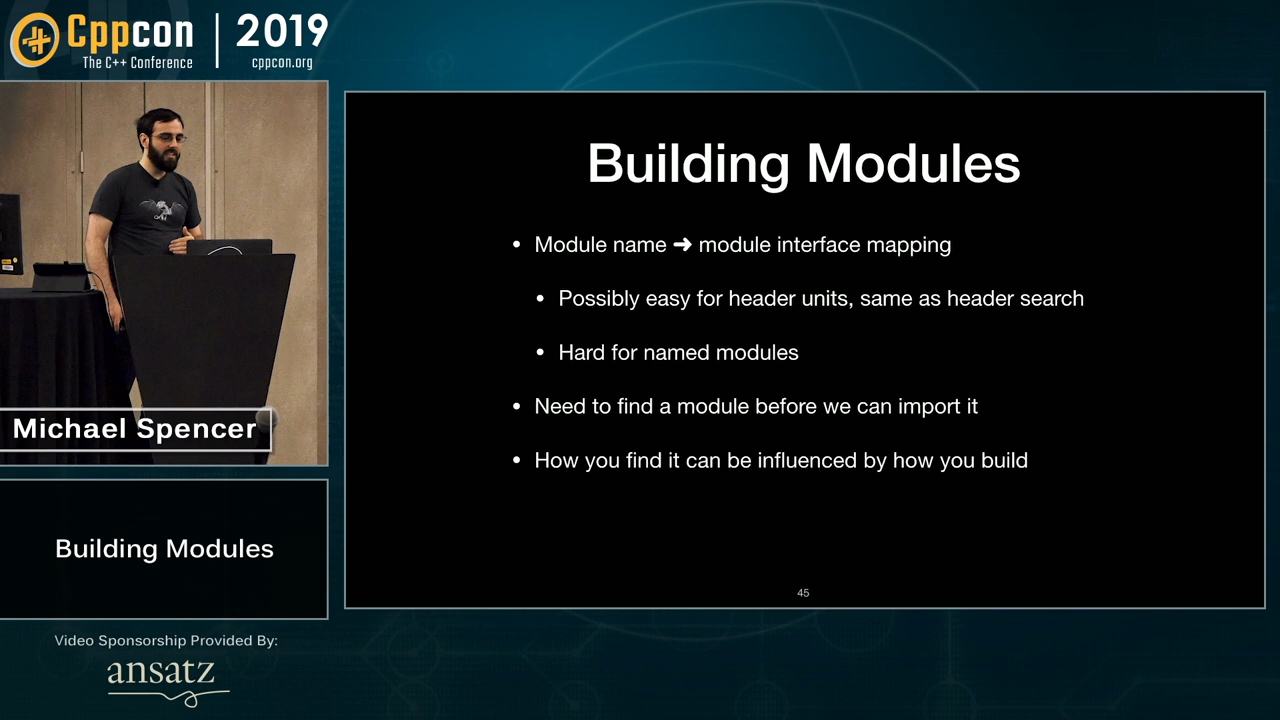 Cppcon | 2019
The C++ Conference cppcon.org
Michael Spencer
Building Modules
Video Sponsorship Provided By:
ansatz
Building Modules
• Module name ➜ module interface mapping
• Possibly easy for header units, same as header search
• Hard for named modules
• Need to find a module before we can import it
• How you find it can be influenced by how you build
45